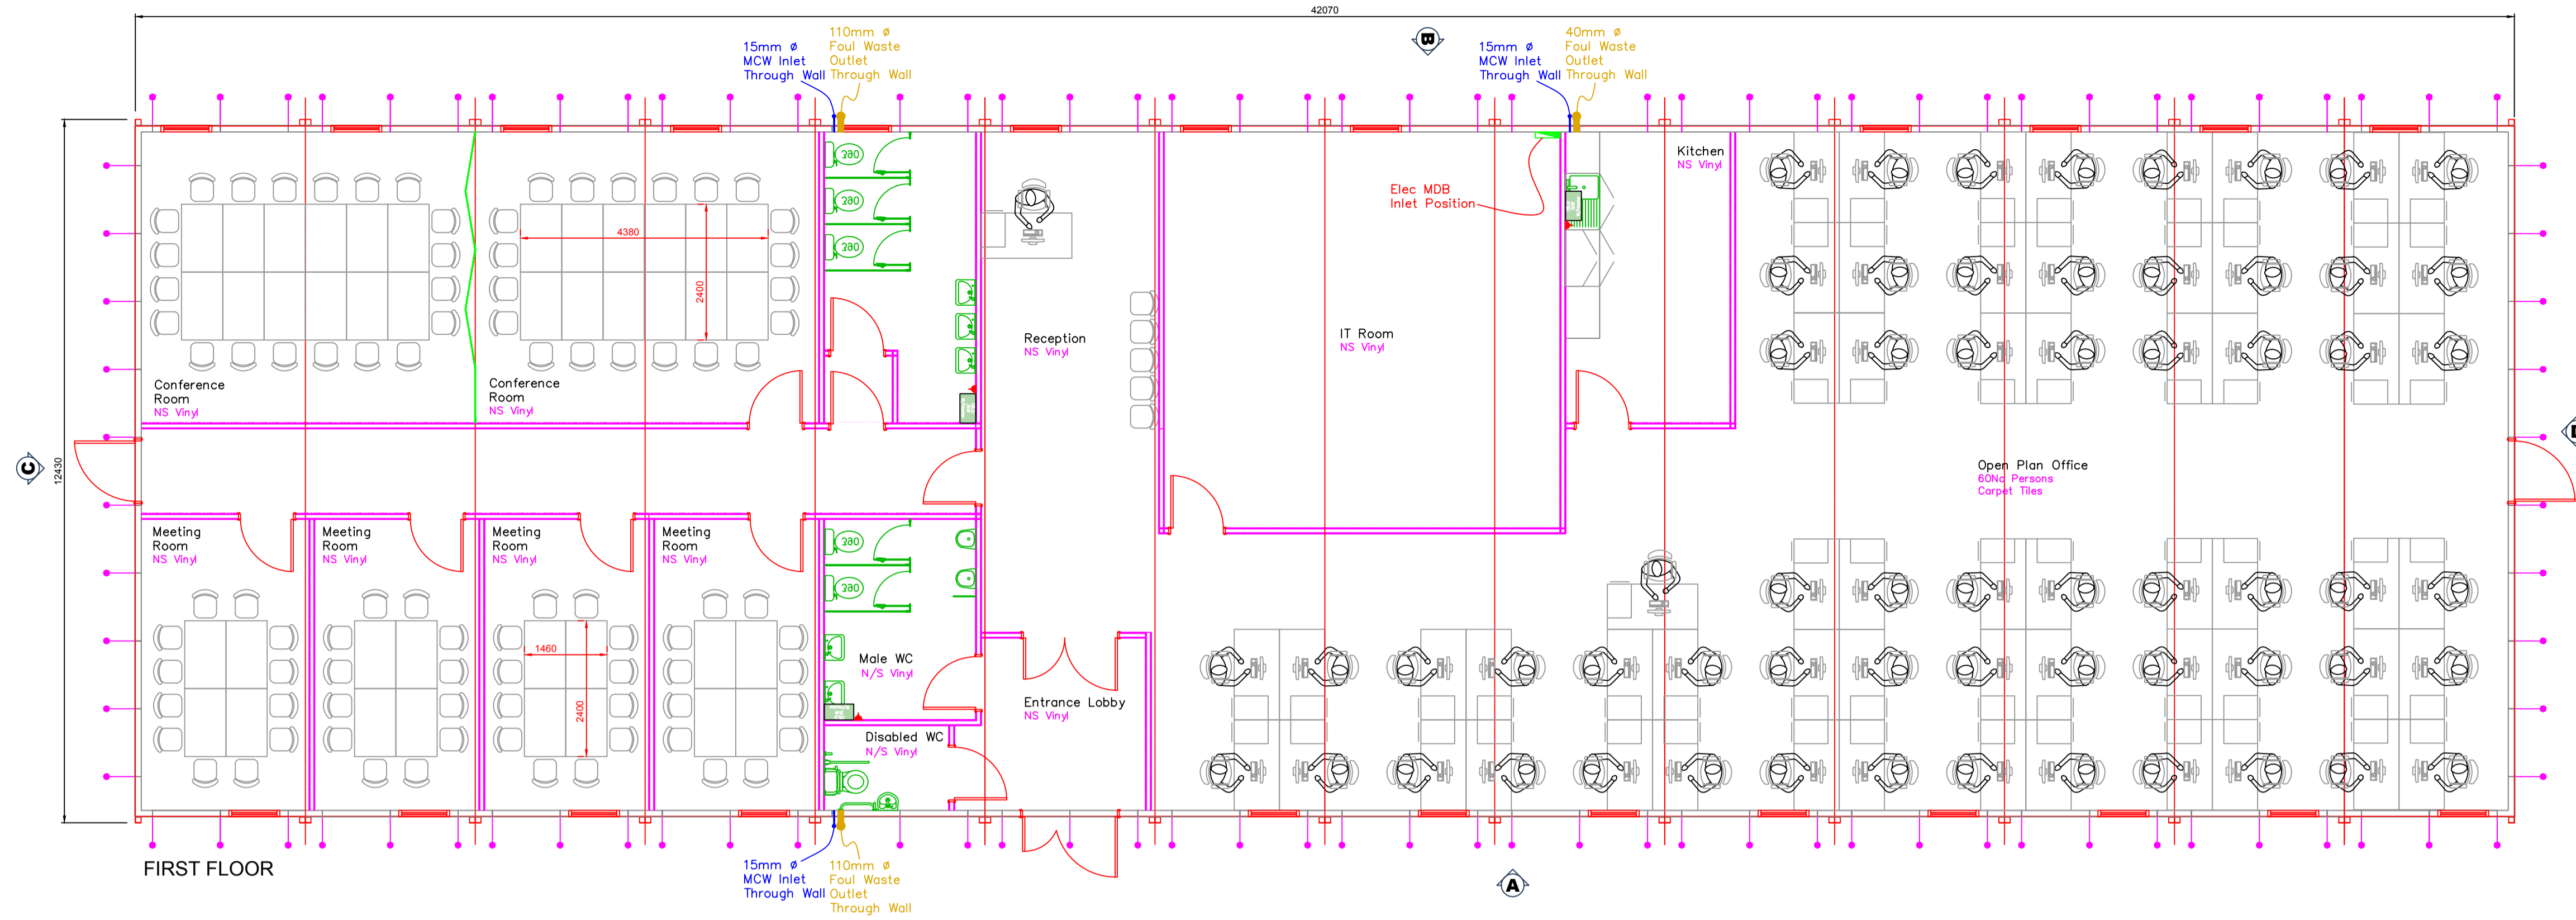 42070
15mm ø
MCW Inlet
Through Wall
110mm ø
Foul Waste
Outlet
Through Wall
B
15mm ø
MCW Inlet
Through Wall
40mm ø
Foul Waste
Outlet
Through Wall
Kitchen
NS Vinyl
Elec MDB
Inlet Position
4380
2400
Conference
Room
NS Vinyl
Conference
Room
NS Vinyl
380
380
380
Reception
NS Vinyl
IT Room
NS Vinyl
C
12430
Open Plan Office
60No Persons
Carpet Tiles
Meeting
Room
NS Vinyl
Meeting
Room
NS Vinyl
Meeting
Room
NS Vinyl
Meeting
Room
NS Vinyl
380
380
1460
2400
Male WC
N/S Vinyl
Entrance Lobby
NS Vinyl
Disabled WC
N/S Vinyl
FIRST FLOOR
15mm ø
MCW Inlet
Through Wall
110mm ø
Foul Waste
Outlet
Through Wall
A